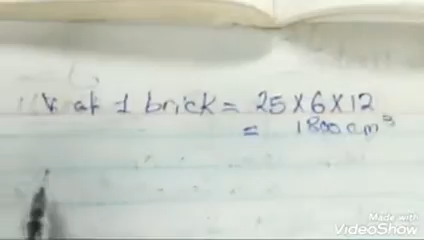 V of 1 brick = 25 x 6 x 12
= 1800 cm³
Made with
VideoShow